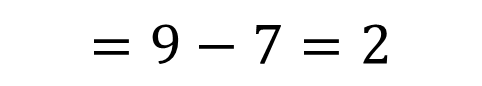 = 9 − 7 = 2